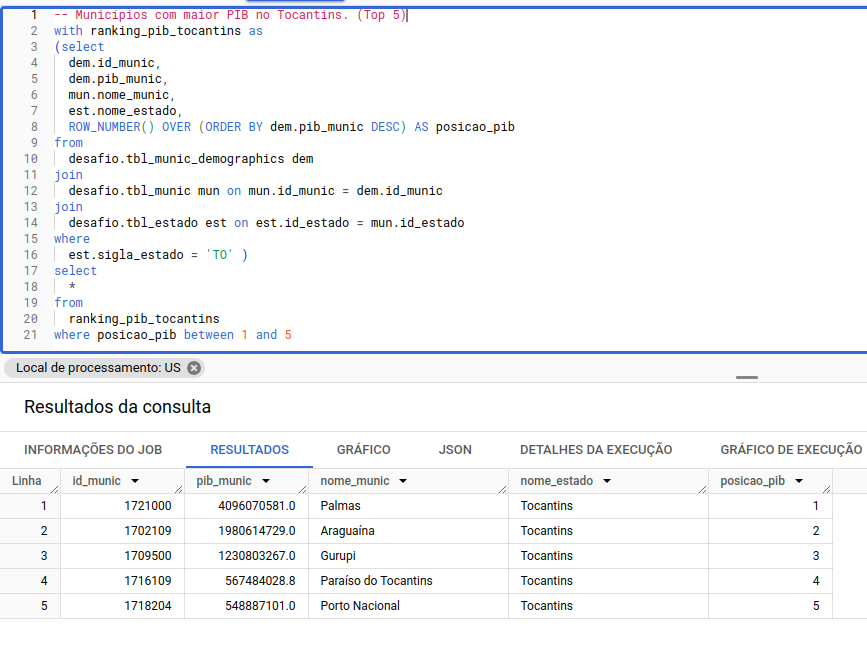 1 -- Municípios com maior PIB no Tocantins. (Top 5)
2 with ranking_pib_tocantins as
3 (select
4 dem.id_munic,
5 dem.pib_munic,
6 mun.nome_munic,
7 est.nome_estado,
8 ROW_NUMBER() OVER (ORDER BY dem.pib_munic DESC) AS posicao_pib
9 from
10 desafio.tbl_munic_demographics dem
11 join
12 desafio.tbl_munic mun on mun.id_munic = dem.id_munic
13 join
14 desafio.tbl_estado est on est.id_estado = mun.id_estado
15 where
16 est.sigla_estado = 'TO' )
17 select
18 *
19 from
20 ranking_pib_tocantins
21 where posicao_pib between 1 and 5
Local de processamento: US
Resultados da consulta
INFORMAÇÕES DO JOB RESULTADOS GRÁFICO JSON DETALHES DA EXECUÇÃO GRÁFICO DE EXECUÇÃO
Linha id_munic pib_munic nome_munic nome_estado posicao_pib
1 1721000 4096070581.0 Palmas Tocantins 1
2 1702109 1980614729.0 Araguaína Tocantins 2
3 1709500 1230803267.0 Gurupi Tocantins 3
4 1716109 567484028.8 Paraíso do Tocantins Tocantins 4
5 1718204 548887101.0 Porto Nacional Tocantins 5